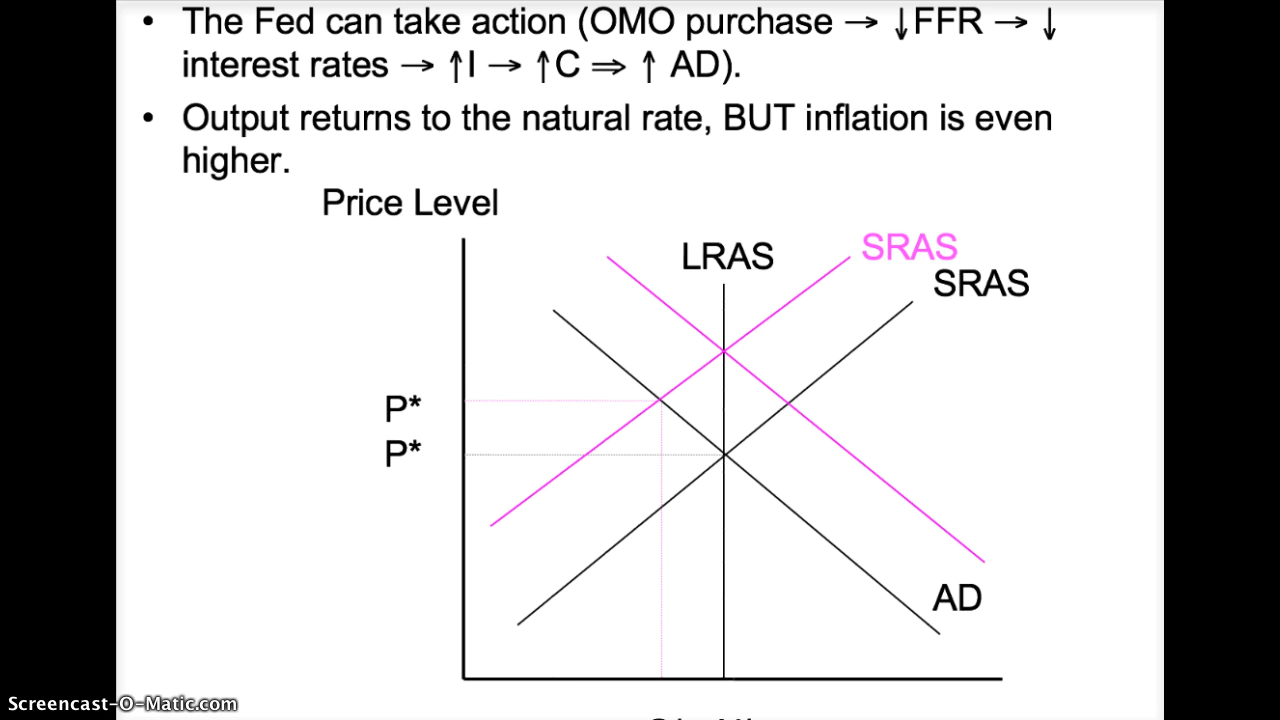 • The Fed can take action (OMO purchase → ↓FFR → ↓
interest rates → ↑I → ↑C ⇒ ↑ AD).
• Output returns to the natural rate, BUT inflation is even
higher.
Price Level
SRAS
LRAS
SRAS
P*
P*
AD
Screencast-O-Matic.com